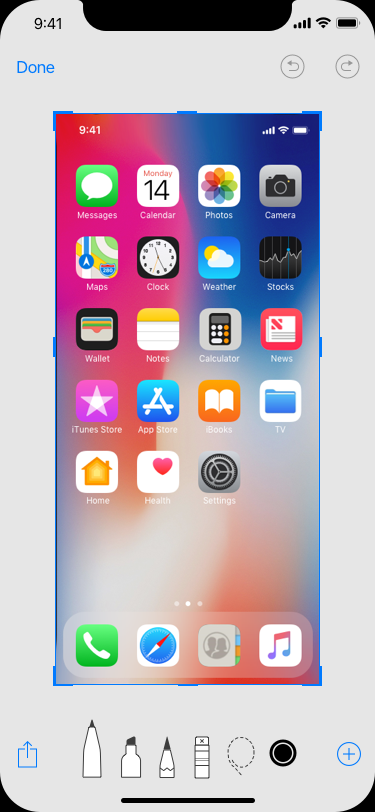 9:41
Done
9:41
Monday
14
Messages Calendar Photos Camera
280
Maps Clock Weather Stocks
Wallet Notes Calculator News
iTunes Store App Store iBooks TV
Home Health Settings